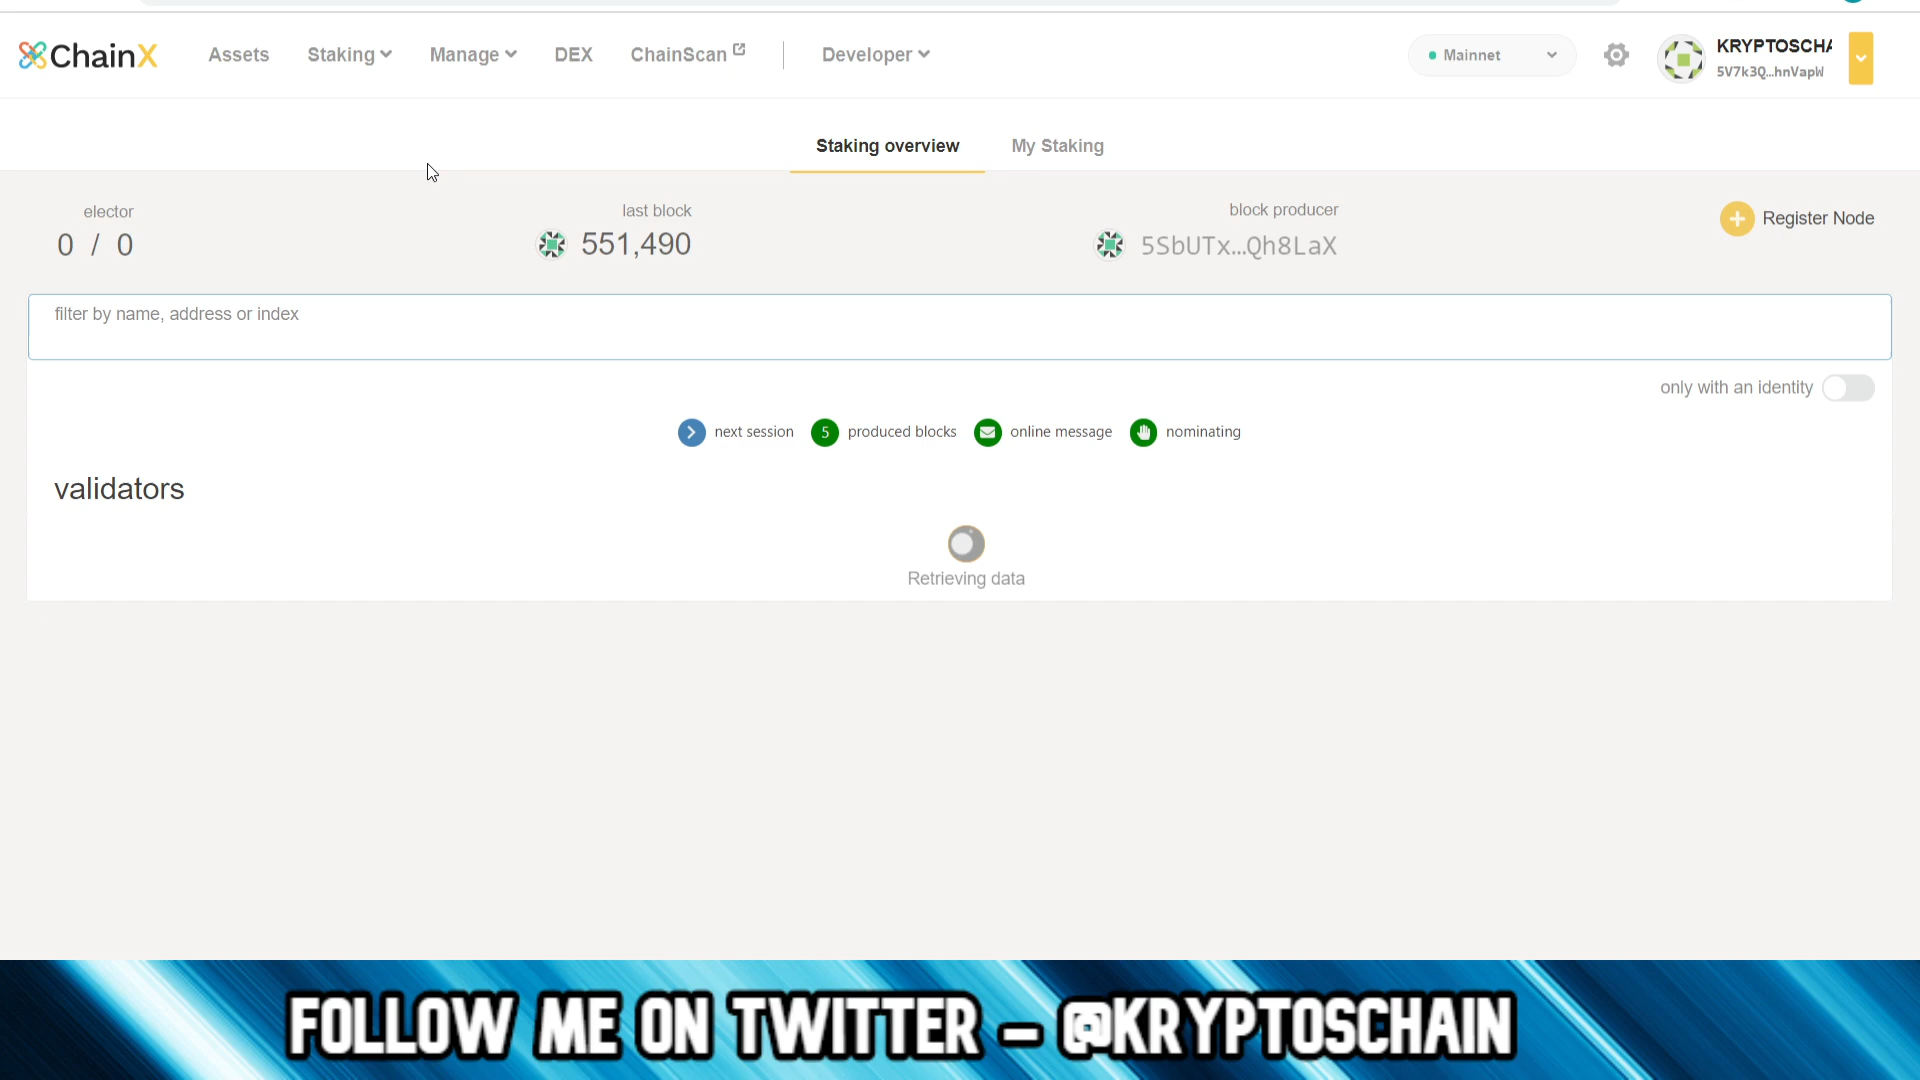 ChainX Assets Staking Manage DEX ChainScan Developer Mainnet KRYPTOSCHA
5V7k3Q...hnVapW
Staking overview My Staking
elector last block block producer
0 / 0 551,490 5SbUTx...Qh8LaX Register Node
filter by name, address or index
only with an identity
next session 5 produced blocks online message nominating
validators
Retrieving data
FOLLOW ME ON TWITTER - @KRYPTOSCHAIN